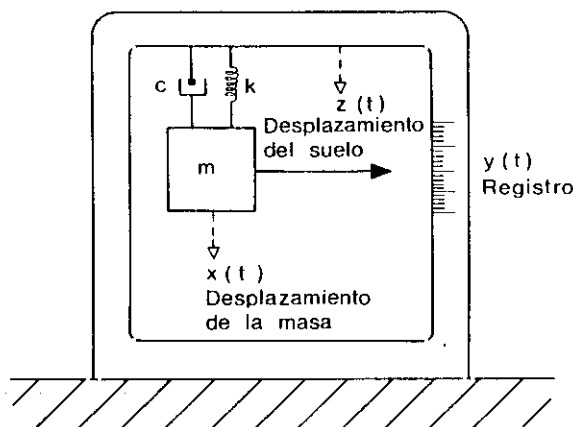 c
k
z (t)
Desplazamiento
del suelo
m
y (t)
Registro
x ( t )
Desplazamiento
de la masa